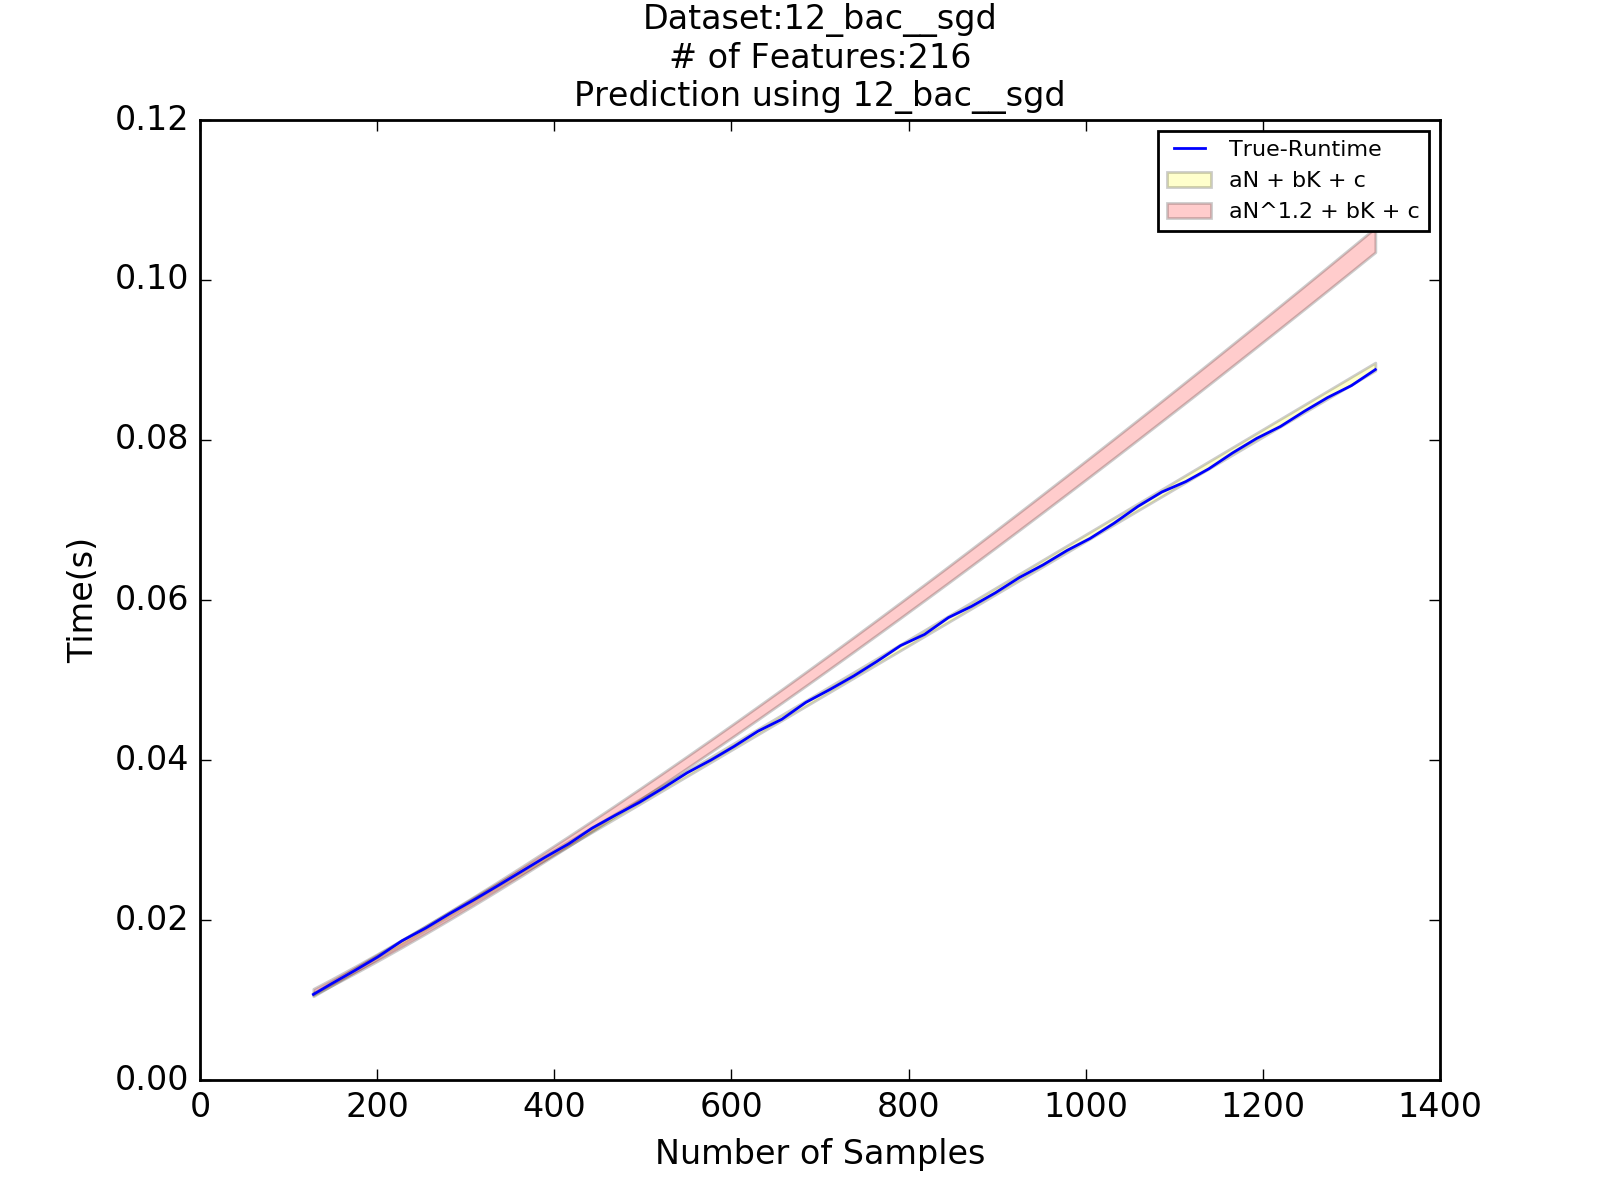 Dataset:12_bac__sgd
# of Features:216
Prediction using 12_bac__sgd
0.12
0.10
0.08
0.06
0.04
0.02
0.00
Time(s)
True-Runtime
aN + bK + c
aN^1.2 + bK + c
0 200 400 600 800 1000 1200 1400
Number of Samples